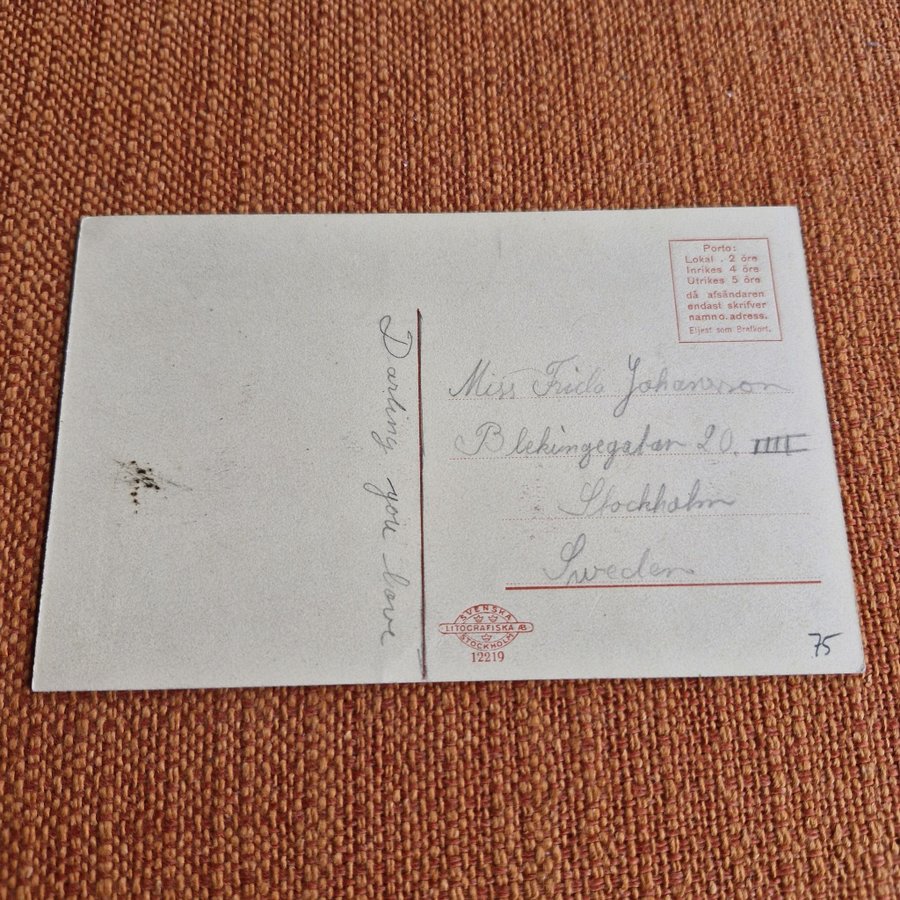 Porto:
Lokal . 2 öre
Inrikes 4 öre
Utrikes 5 öre
då afsändaren
endast skrifver
namn o. adress.
Eljest som Brefkort.
Darling you love
Miss Frida Johansson
Blekingegatan 20. IIII
Stockholm
Sweden
SVENSKA
LITOGRAFISKA AB
STOCKHOLM
12219
75